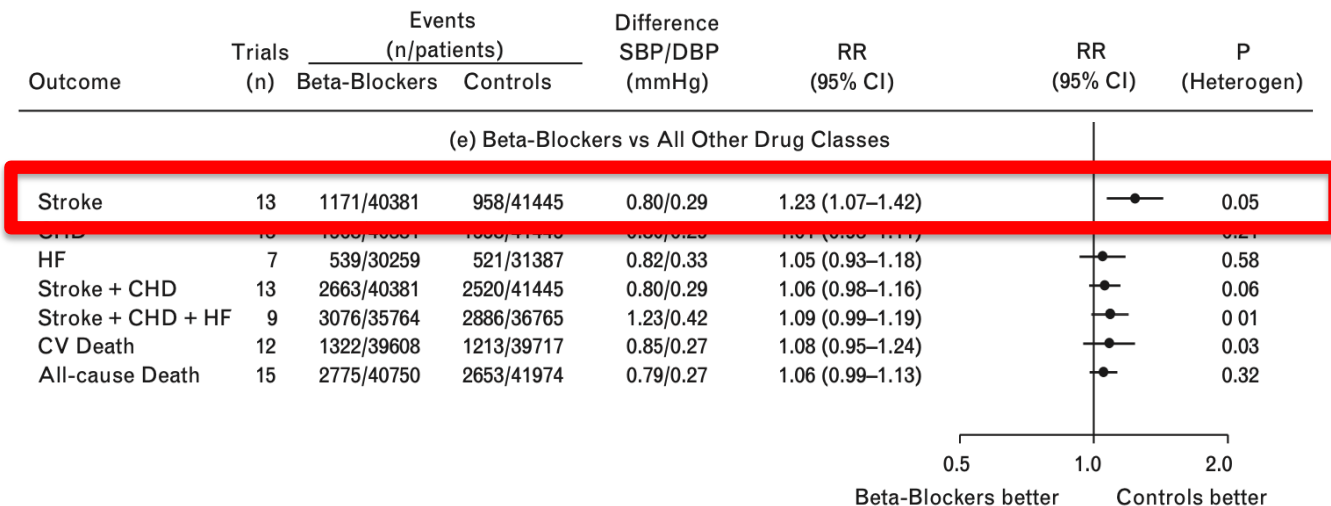 Events Difference
Trials (n/patients) SBP/DBP RR RR P
Outcome (n) Beta-Blockers Controls (mmHg) (95% CI) (95% CI) (Heterogen)
(e) Beta-Blockers vs All Other Drug Classes
Stroke 13 1171/40381 958/41445 0.80/0.29 1.23 (1.07–1.42) 0.05
CHD
HF 7 539/30259 521/31387 0.82/0.33 1.05 (0.93–1.18) 0.58
Stroke + CHD 13 2663/40381 2520/41445 0.80/0.29 1.06 (0.98–1.16) 0.06
Stroke + CHD + HF 9 3076/35764 2886/36765 1.23/0.42 1.09 (0.99–1.19) 0 01
CV Death 12 1322/39608 1213/39717 0.85/0.27 1.08 (0.95–1.24) 0.03
All-cause Death 15 2775/40750 2653/41974 0.79/0.27 1.06 (0.99–1.13) 0.32
0.5 1.0 2.0
Beta-Blockers better Controls better